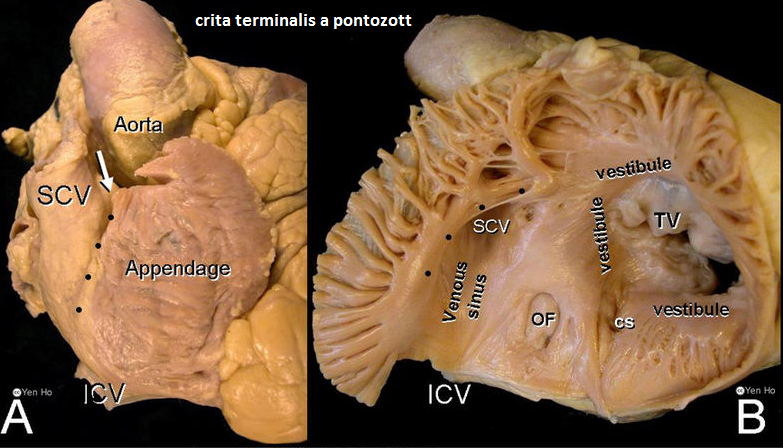 crita terminalis a pontozott
Aorta
SCV
Appendage
ICV
Yen Ho
A
vestibule
vestibule
TV
SCV
Venous
sinus
OF
cs
vestibule
ICV
Yen Ho
B